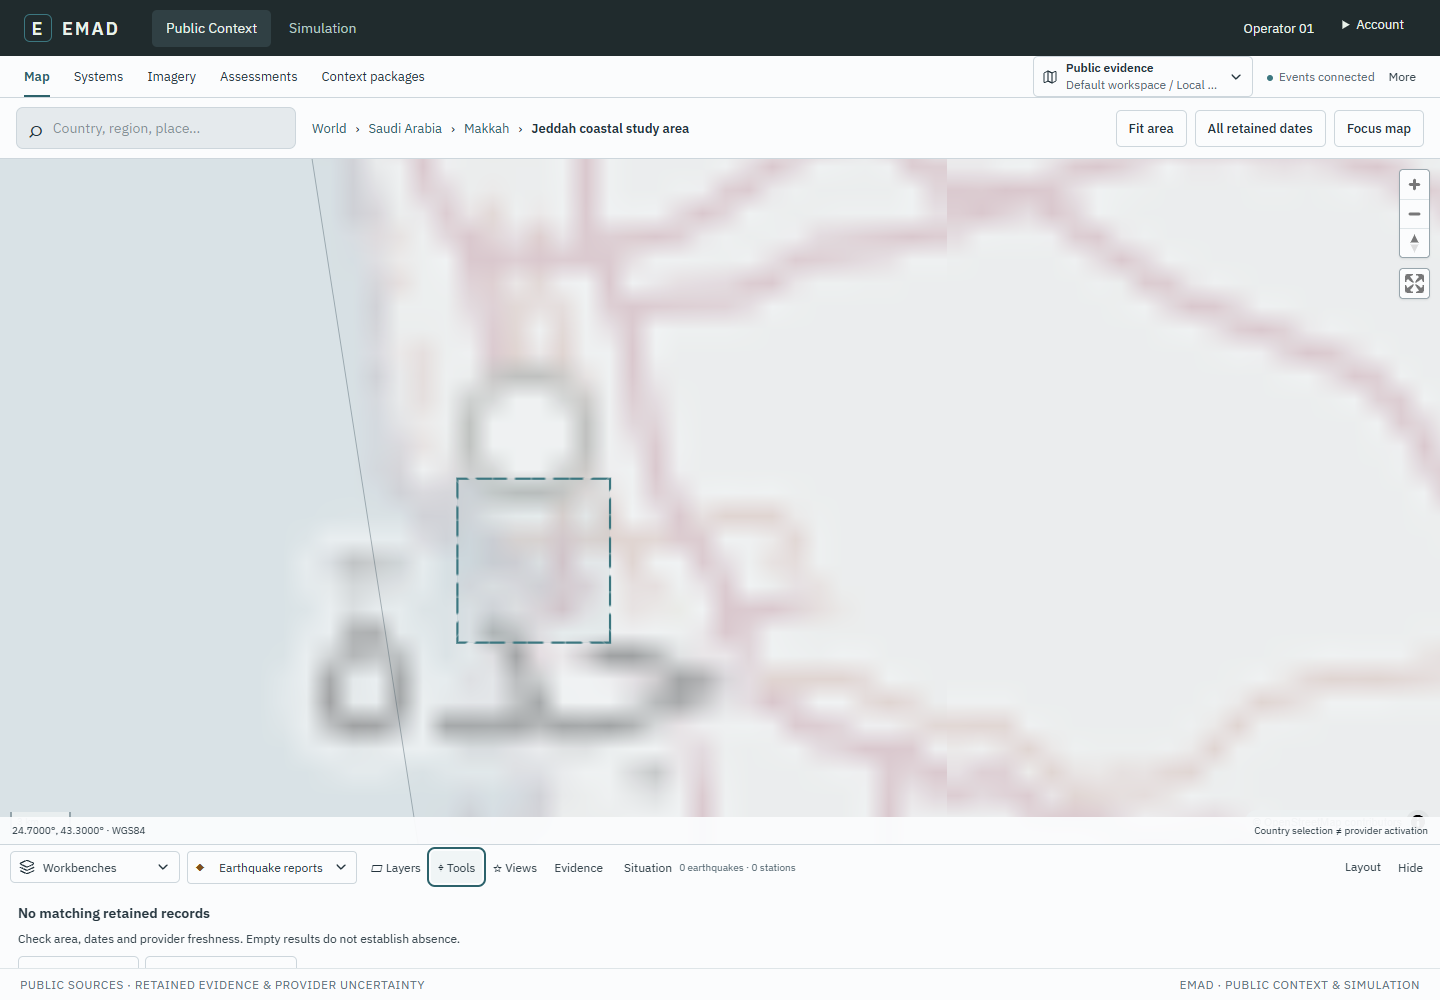 E EMAD Public Context Simulation Operator 01 Account
Map Systems Imagery Assessments Context packages Public evidence Default workspace / Local ... Events connected More
Country, region, place... World › Saudi Arabia › Makkah › Jeddah coastal study area Fit area All retained dates Focus map
24.7000°, 43.3000° · WGS84 Country selection ≠ provider activation
Workbenches Earthquake reports Layers Tools Views Evidence Situation 0 earthquakes · 0 stations Layout Hide
No matching retained records
Check area, dates and provider freshness. Empty results do not establish absence.
PUBLIC SOURCES · RETAINED EVIDENCE & PROVIDER UNCERTAINTY EMAD · PUBLIC CONTEXT & SIMULATION